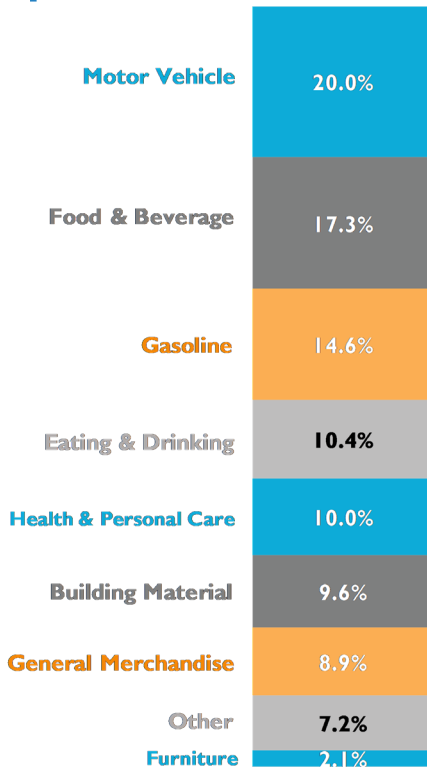 Motor Vehicle 20.0%
Food & Beverage 17.3%
Gasoline 14.6%
Eating & Drinking 10.4%
Health & Personal Care 10.0%
Building Material 9.6%
General Merchandise 8.9%
Other 7.2%
Furniture 2.1%